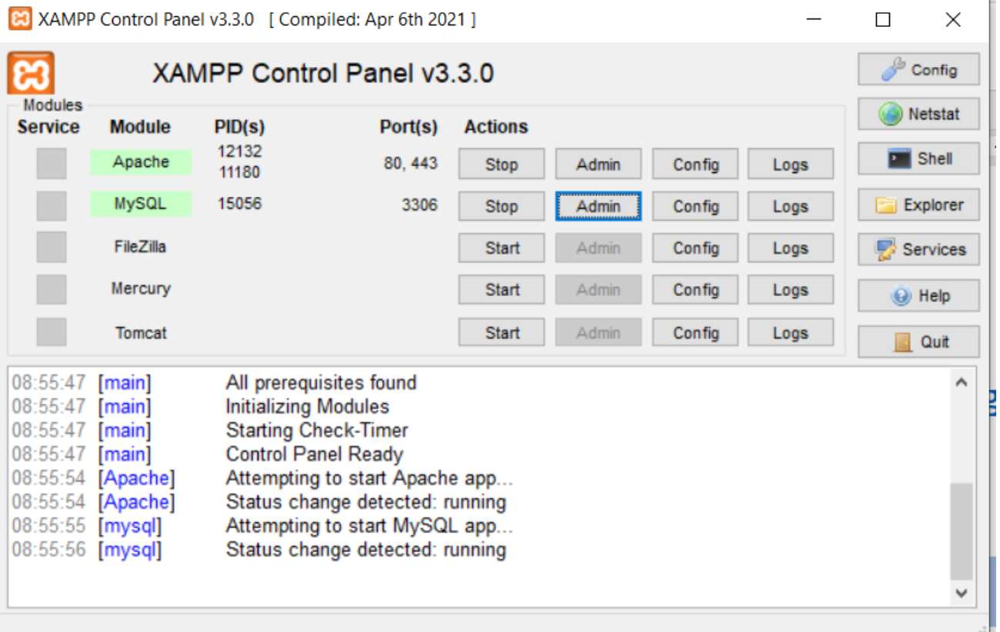 XAMPP Control Panel v3.3.0 [ Compiled: Apr 6th 2021 ]
XAMPP Control Panel v3.3.0
Config
Modules
Service Module PID(s) Port(s) Actions
Netstat
Apache 12132 11180 80, 443 Stop Admin Config Logs
Shell
MySQL 15056 3306 Stop Admin Config Logs
Explorer
FileZilla Start Admin Config Logs
Services
Mercury Start Admin Config Logs
Help
Tomcat Start Admin Config Logs
Quit
08:55:47 [main] All prerequisites found
08:55:47 [main] Initializing Modules
08:55:47 [main] Starting Check-Timer
08:55:47 [main] Control Panel Ready
08:55:54 [Apache] Attempting to start Apache app...
08:55:54 [Apache] Status change detected: running
08:55:55 [mysql] Attempting to start MySQL app...
08:55:56 [mysql] Status change detected: running